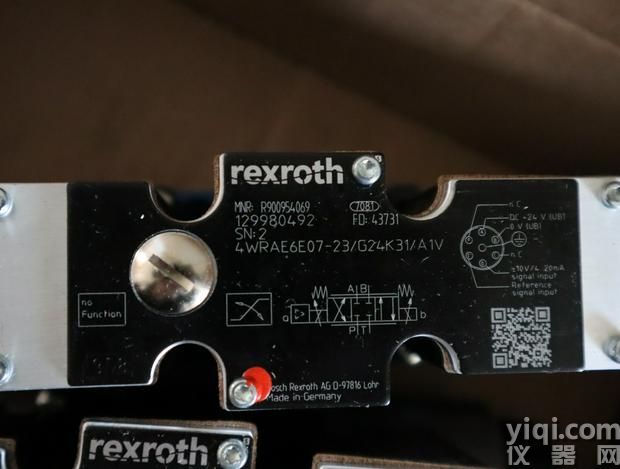 rexroth
MNR: R900954069 7081
129980492 FD: 43731
SN: 2
4WRAE6E07-23/G24K31/A1V
n.C
DC +24 V (UB)
0 V (UB)
n.C
±10V/4..20mA
signal input
Reference
signal input
no
Function
A B
a
b
P T
osch Rexroth AG D-97816 Lohr
Made in Germany
rexroth
yiqi.com
仪器网